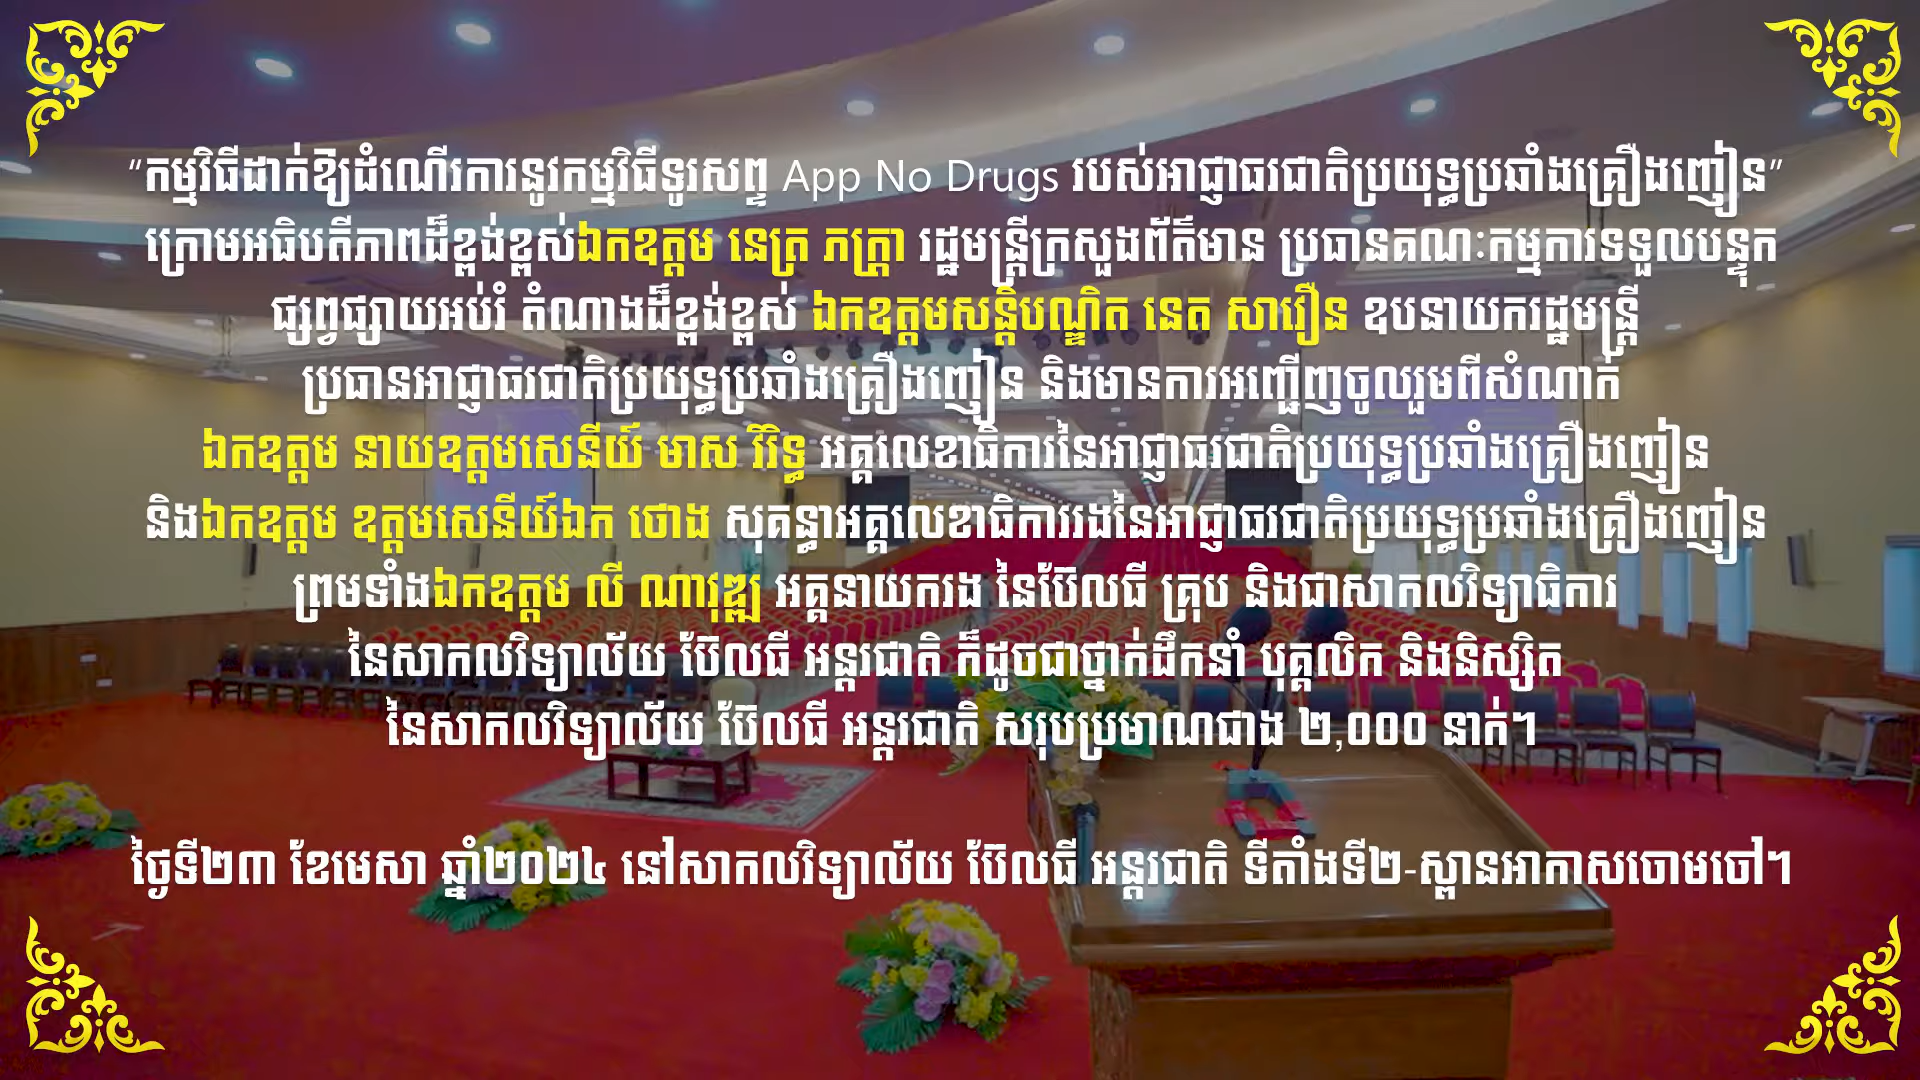 “កម្មវិធីដាក់ឱ្យដំណើរការនូវកម្មវិធីទូរសព្ទ App No Drugs របស់អាជ្ញាធរជាតិប្រយុទ្ធប្រឆាំងគ្រឿងញៀន”
ក្រោមអធិបតីភាពដ៏ខ្ពង់ខ្ពស់ឯកឧត្តម នេត្រ ភក្ត្រា រដ្ឋមន្ត្រីក្រសួងព័ត៌មាន ប្រធានគណៈកម្មការទទួលបន្ទុក
ផ្សព្វផ្សាយអប់រំ តំណាងដ៏ខ្ពង់ខ្ពស់ ឯកឧត្តមសន្តិបណ្ឌិត នេត សាវឿន ឧបនាយករដ្ឋមន្ត្រី
ប្រធានអាជ្ញាធរជាតិប្រយុទ្ធប្រឆាំងគ្រឿងញៀន និងមានការអញ្ជើញចូលរួមពីសំណាក់
ឯកឧត្តម នាយឧត្តមសេនីយ៍ មាស វិរិទ្ធ អគ្គលេខាធិការនៃអាជ្ញាធរជាតិប្រយុទ្ធប្រឆាំងគ្រឿងញៀន
និងឯកឧត្តម ឧត្តមសេនីយ៍ឯក ថោង សុគន្ធាអគ្គលេខាធិការរងនៃអាជ្ញាធរជាតិប្រយុទ្ធប្រឆាំងគ្រឿងញៀន
ព្រមទាំងឯកឧត្តម លី ណាវុឌ្ឍ អគ្គនាយករង នៃប៊ែលធី គ្រុប និងជាសាកលវិទ្យាធិការ
នៃសាកលវិទ្យាល័យ ប៊ែលធី អន្តរជាតិ ក៏ដូចជាថ្នាក់ដឹកនាំ បុគ្គលិក និងនិស្សិត
នៃសាកលវិទ្យាល័យ ប៊ែលធី អន្តរជាតិ សរុបប្រមាណជាង ២,០០០ នាក់។
ថ្ងៃទី២៣ ខែមេសា ឆ្នាំ២០២៤ នៅសាកលវិទ្យាល័យ ប៊ែលធី អន្តរជាតិ ទីតាំងទី២-ស្ពានអាកាសចោមចៅ។